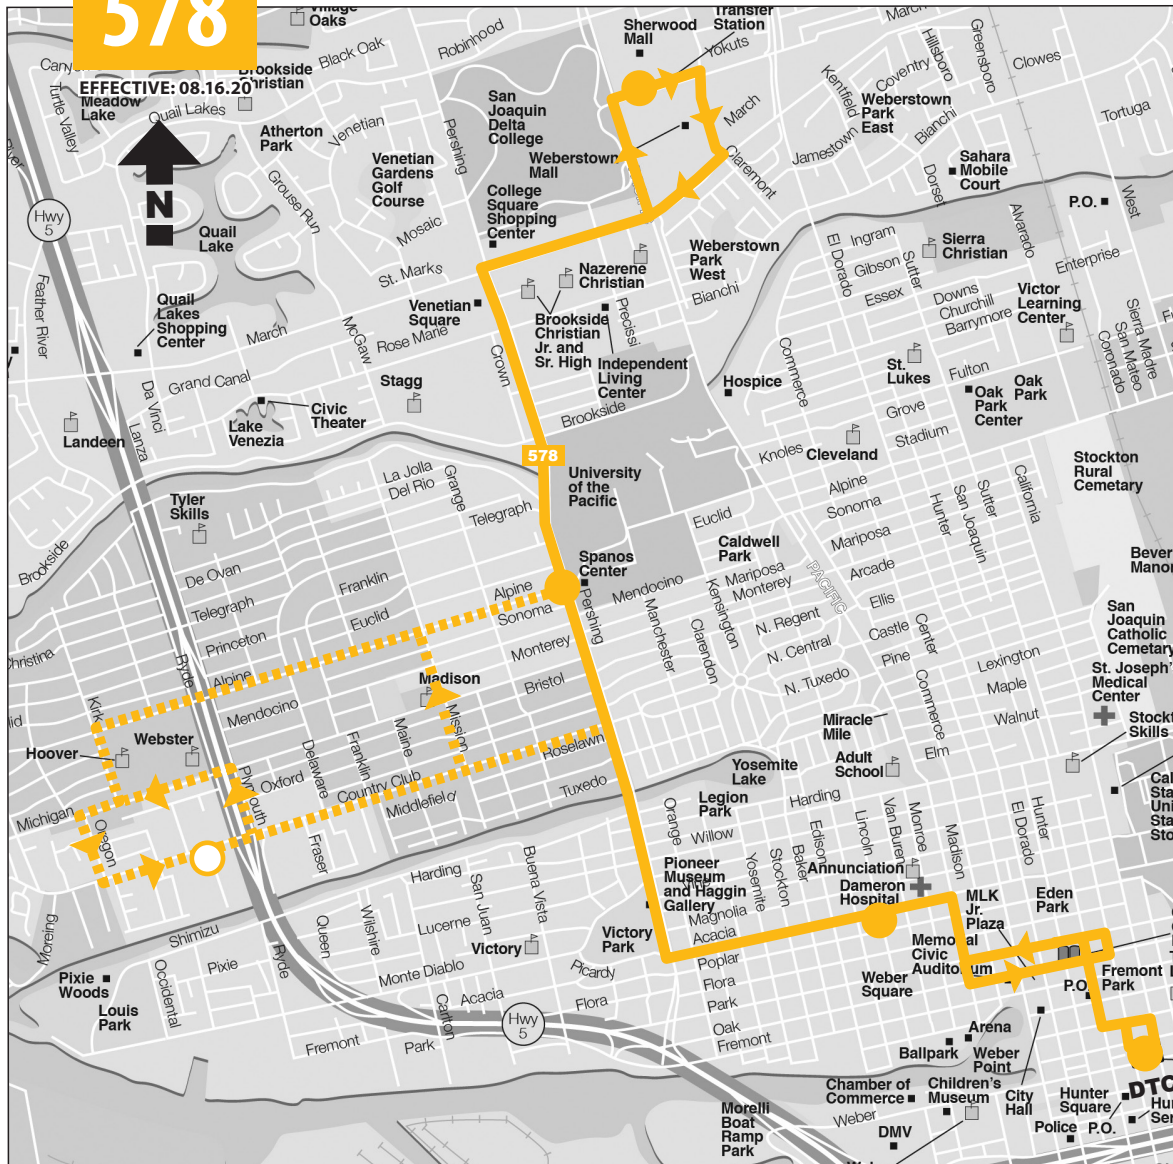 578
EFFECTIVE: 08.16.20
Village
Oaks
Black Oak
Robinhood
Sherwood
Mall
Transfer
Station
Yokuts
March
Hillsboro
Greensboro
Clowes
Brookside
Christian
Turtle Valley
Meadow
Lake
Quail Lakes
Venetian
Atherton
Park
Pershing
San
Joaquin
Delta
College
Weberstown
Mall
March
Claremont
Kentfield
Coventry
Weberstown
Park
East
Bianchi
Jamestown
Tortuga
Sahara
Mobile
Court
Dorset
N
Hwy
5
Grouse Run
Venetian
Gardens
Golf
Course
Mosaic
College
Square
Shopping
Center
P.O.
West
Alvarado
Quail
Lake
St. Marks
Nazerene
Christian
Weberstown
Park
West
Bianchi
El Dorado
Ingram
Gibson
Essex
Sutter
Sierra
Christian
Enterprise
Feather River
Quail
Lakes
Shopping
Center
March
McGaw
Rose Marie
Venetian
Square
Brookside
Christian
Jr. and
Sr. High
Precissi
Downs
Churchill
Barrymore
Victor
Learning
Center
Sierra Madre
San Mateo
Coronado
Crown
Independent
Living
Center
Commerce
Hospice
St.
Lukes
Fulton
Oak
Park
Center
Oak
Park
Grand Canal
Da Vinci
Lanza
Stagg
Civic
Theater
Lake
Venezia
Landeen
Brookside
Grove
Stadium
Knoles
Cleveland
578
University
of the
Pacific
La Jolla
Del Rio
Grange
Telegraph
Tyler
Skills
Alpine
Sonoma
Mariposa
Hunter
San Joaquin
Sutter
California
Stockton
Rural
Cemetary
Brookside
De Ovan
Telegraph
Princeton
Alpine
Mendocino
Franklin
Euclid
Alpine
Sonoma
Monterey
Bristol
Spanos
Center
Pershing
Mendocino
Euclid
Caldwell
Park
Mariposa
Monterey
PACIFIC
Arcade
Ellis
Castle
Pine
Center
Commerce
Manchester
Clarendon
Kensington
N. Regent
N. Central
N. Tuxedo
Lexington
Maple
Walnut
San
Joaquin
Catholic
Cemetary
St. Joseph'
Medical
Center
Christina
Ryde
Kirk
Madison
Mission
Maine
Franklin
Delaware
Hoover
Webster
Plymouth
Oxford
Country Club
Middlefield
Roselawn
Tuxedo
Michigan
Oregon
Fraser
Miracle
Mile
Adult
School
Elm
Yosemite
Lake
Legion
Park
Orange
Willow
Harding
Yosemite
Stockton
Baker
Edison
Lincoln
Van Buren
Monroe
Madison
El Dorado
Hunter
Pioneer
Museum
and Haggin
Gallery
Magnolia
Acacia
Annunciation
Dameron
Hospital
MLK
Jr.
Plaza
Eden
Park
Harding
Lucerne
San Juan
Buena Vista
Victory
Victory
Park
Poplar
Flora
Park
Oak
Fremont
Weber
Square
Memorial
Civic
Auditorium
P.O.
Fremont
Park
Moreing
Shimizu
Pixie
Occidental
Ryde
Queen
Wilshire
Monte Diablo
Carlton
Acacia
Picardy
Flora
Pixie
Woods
Louis
Park
Fremont
Park
Hwy
5
Ballpark
Arena
Weber
Point
Chamber of
Commerce
Children's
Museum
City
Hall
Hunter
Square
DTC
Morelli
Boat
Ramp
Park
Weber
DMV
Police
P.O.